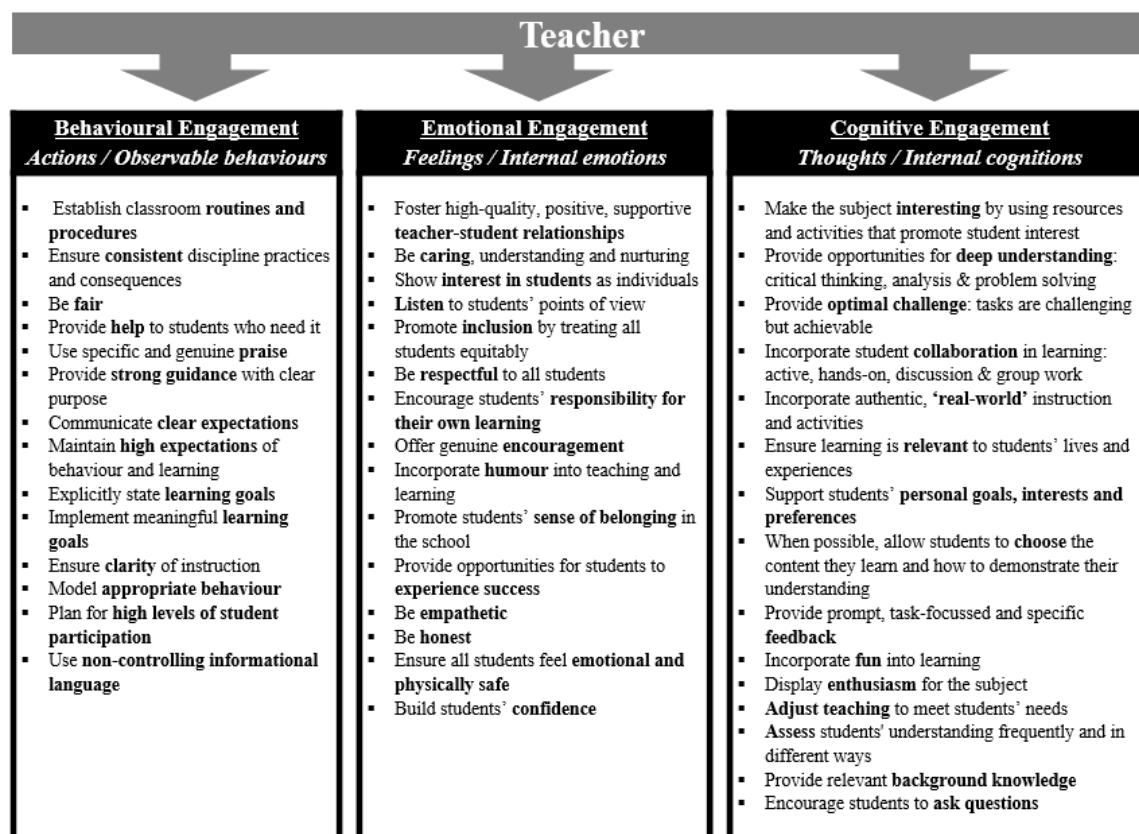 Teacher
Behavioural Engagement
Actions / Observable behaviours
▪ Establish classroom routines and
procedures
▪ Ensure consistent discipline practices
and consequences
▪ Be fair
▪ Provide help to students who need it
▪ Use specific and genuine praise
▪ Provide strong guidance with clear
purpose
▪ Communicate clear expectations
▪ Maintain high expectations of
behaviour and learning
▪ Explicitly state learning goals
▪ Implement meaningful learning
goals
▪ Ensure clarity of instruction
▪ Model appropriate behaviour
▪ Plan for high levels of student
participation
▪ Use non-controlling informational
language
Emotional Engagement
Feelings / Internal emotions
▪ Foster high-quality, positive, supportive
teacher-student relationships
▪ Be caring, understanding and nurturing
▪ Show interest in students as individuals
▪ Listen to students’ points of view
▪ Promote inclusion by treating all
students equitably
▪ Be respectful to all students
▪ Encourage students’ responsibility for
their own learning
▪ Offer genuine encouragement
▪ Incorporate humour into teaching and
learning
▪ Promote students’ sense of belonging in
the school
▪ Provide opportunities for students to
experience success
▪ Be empathetic
▪ Be honest
▪ Ensure all students feel emotional and
physically safe
▪ Build students’ confidence
Cognitive Engagement
Thoughts / Internal cognitions
▪ Make the subject interesting by using resources
and activities that promote student interest
▪ Provide opportunities for deep understanding:
critical thinking, analysis & problem solving
▪ Provide optimal challenge: tasks are challenging
but achievable
▪ Incorporate student collaboration in learning:
active, hands-on, discussion & group work
▪ Incorporate authentic, ‘real-world’ instruction
and activities
▪ Ensure learning is relevant to students’ lives and
experiences
▪ Support students’ personal goals, interests and
preferences
▪ When possible, allow students to choose the
content they learn and how to demonstrate their
understanding
▪ Provide prompt, task-focussed and specific
feedback
▪ Incorporate fun into learning
▪ Display enthusiasm for the subject
▪ Adjust teaching to meet students’ needs
▪ Assess students' understanding frequently and in
different ways
▪ Provide relevant background knowledge
▪ Encourage students to ask questions